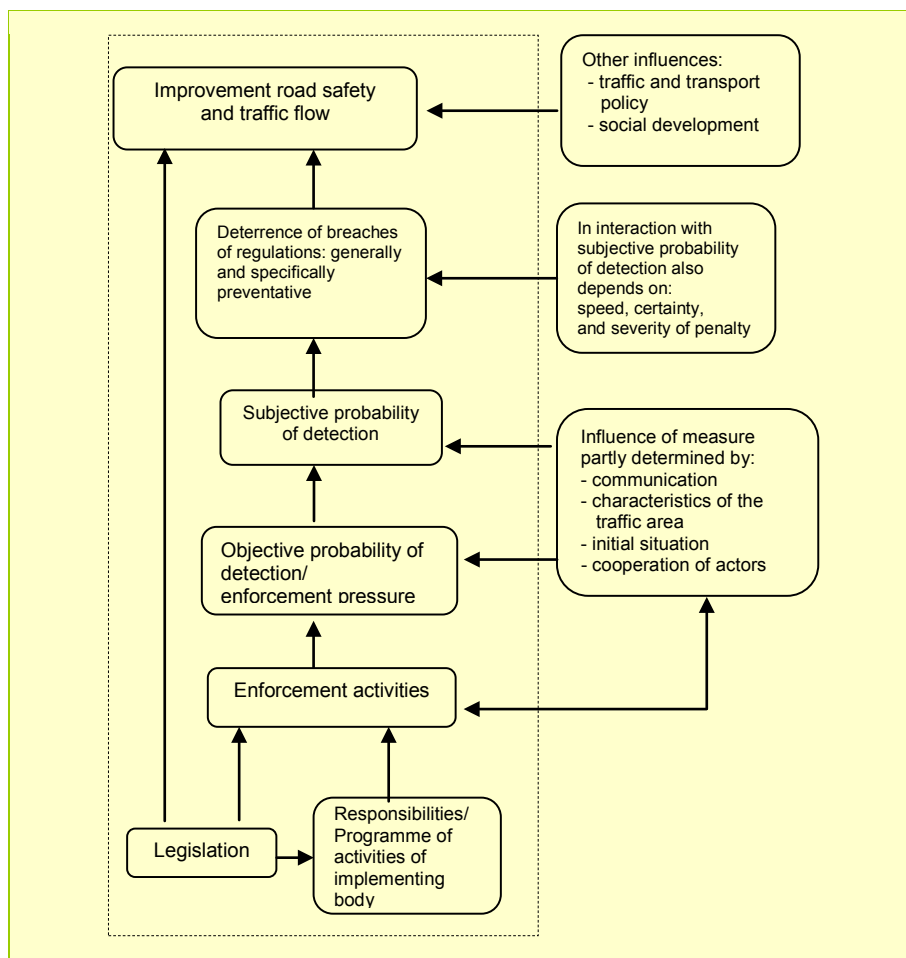 Improvement road safety
and traffic flow
Other influences:
- traffic and transport
policy
- social development
Deterrence of breaches
of regulations: generally
and specifically
preventative
In interaction with
subjective probability
of detection also
depends on:
speed, certainty,
and severity of penalty
Subjective probability
of detection
Influence of measure
partly determined by:
- communication
- characteristics of the
traffic area
- initial situation
- cooperation of actors
Objective probability of
detection/
enforcement pressure
Enforcement activities
Legislation
Responsibilities/
Programme of
activities of
implementing
body